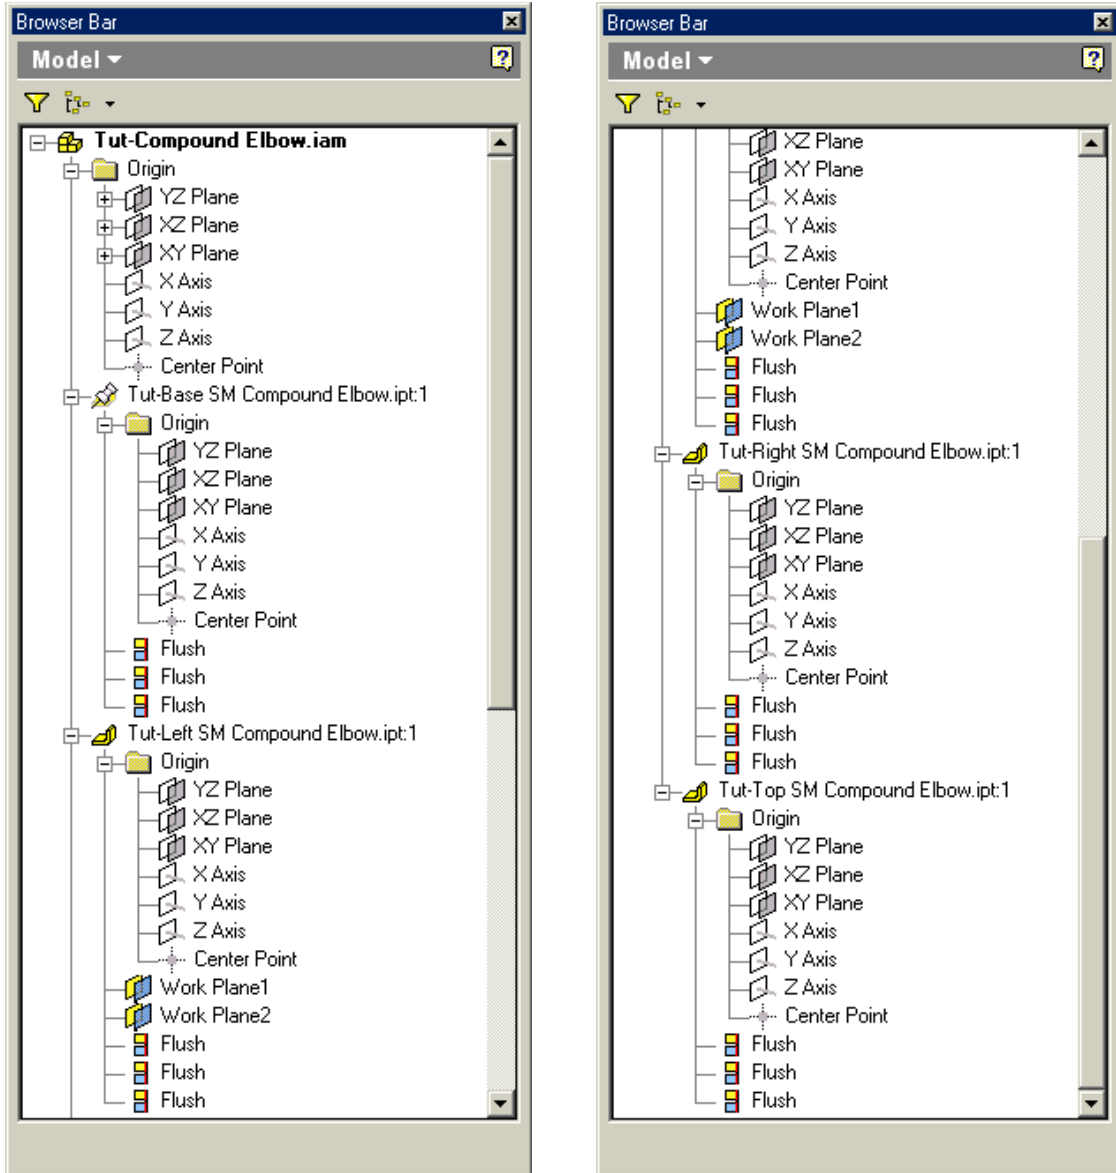 Browser Bar
Model
Tut-Compound Elbow.iam
Origin
YZ Plane
XZ Plane
XY Plane
X Axis
Y Axis
Z Axis
Center Point
Tut-Base SM Compound Elbow.ipt:1
Origin
YZ Plane
XZ Plane
XY Plane
X Axis
Y Axis
Z Axis
Center Point
Flush
Flush
Flush
Tut-Left SM Compound Elbow.ipt:1
Origin
YZ Plane
XZ Plane
XY Plane
X Axis
Y Axis
Z Axis
Center Point
Work Plane1
Work Plane2
Flush
Flush
Flush
Browser Bar
Model
XZ Plane
XY Plane
X Axis
Y Axis
Z Axis
Center Point
Work Plane1
Work Plane2
Flush
Flush
Flush
Tut-Right SM Compound Elbow.ipt:1
Origin
YZ Plane
XZ Plane
XY Plane
X Axis
Y Axis
Z Axis
Center Point
Flush
Flush
Flush
Tut-Top SM Compound Elbow.ipt:1
Origin
YZ Plane
XZ Plane
XY Plane
X Axis
Y Axis
Z Axis
Center Point
Flush
Flush
Flush